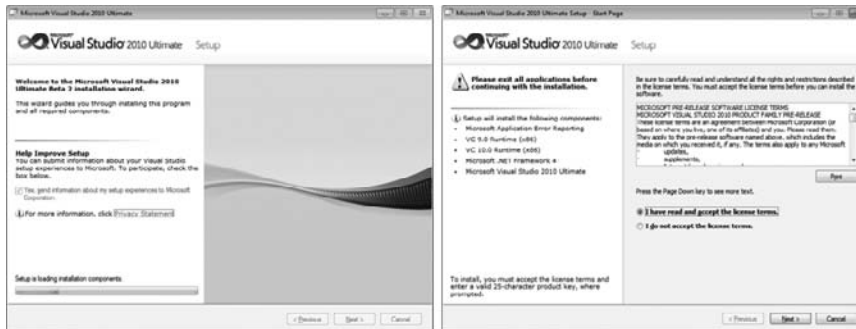 Microsoft Visual Studio 2010 Ultimate
Microsoft
Visual Studio 2010 Ultimate Setup
Welcome to the Microsoft Visual Studio 2010
Ultimate Beta 2 installation wizard.
This wizard guides you through installing this program
and all required components.
Help Improve Setup
You can submit information about your Visual Studio
setup experiences to Microsoft. To participate, check the
box below.
Yes, send information about my setup experiences to Microsoft
Corporation.
For more information, click Privacy Statement
Setup is loading installation components.
< Previous Next > Cancel
Microsoft Visual Studio 2010 Ultimate Setup - Start Page
Microsoft
Visual Studio 2010 Ultimate Setup
Please exit all applications before
continuing with the installation.
Setup will install the following components:
- Microsoft Application Error Reporting
- VC 9.0 Runtime (x86)
- VC 10.0 Runtime (x86)
- Microsoft .NET Framework 4
- Microsoft Visual Studio 2010 Ultimate
To install, you must accept the license terms and
enter a valid 25-character product key, where
prompted.
Be sure to carefully read and understand all the rights and restrictions described
in the license terms. You must accept the license terms before you can install the
software.
MICROSOFT PRE-RELEASE SOFTWARE LICENSE TERMS
MICROSOFT VISUAL STUDIO 2010 PRODUCT FAMILY PRE-RELEASE
These license terms are an agreement between Microsoft Corporation (or
based on where you live, one of its affiliates) and you. Please read them.
They apply to the pre-release software named above, which includes the
media on which you received it, if any. The terms also apply to any Microsoft
- updates,
- supplements,
Print
Press the Page Down key to see more text.
I have read and accept the license terms.
I do not accept the license terms.
< Previous Next > Cancel